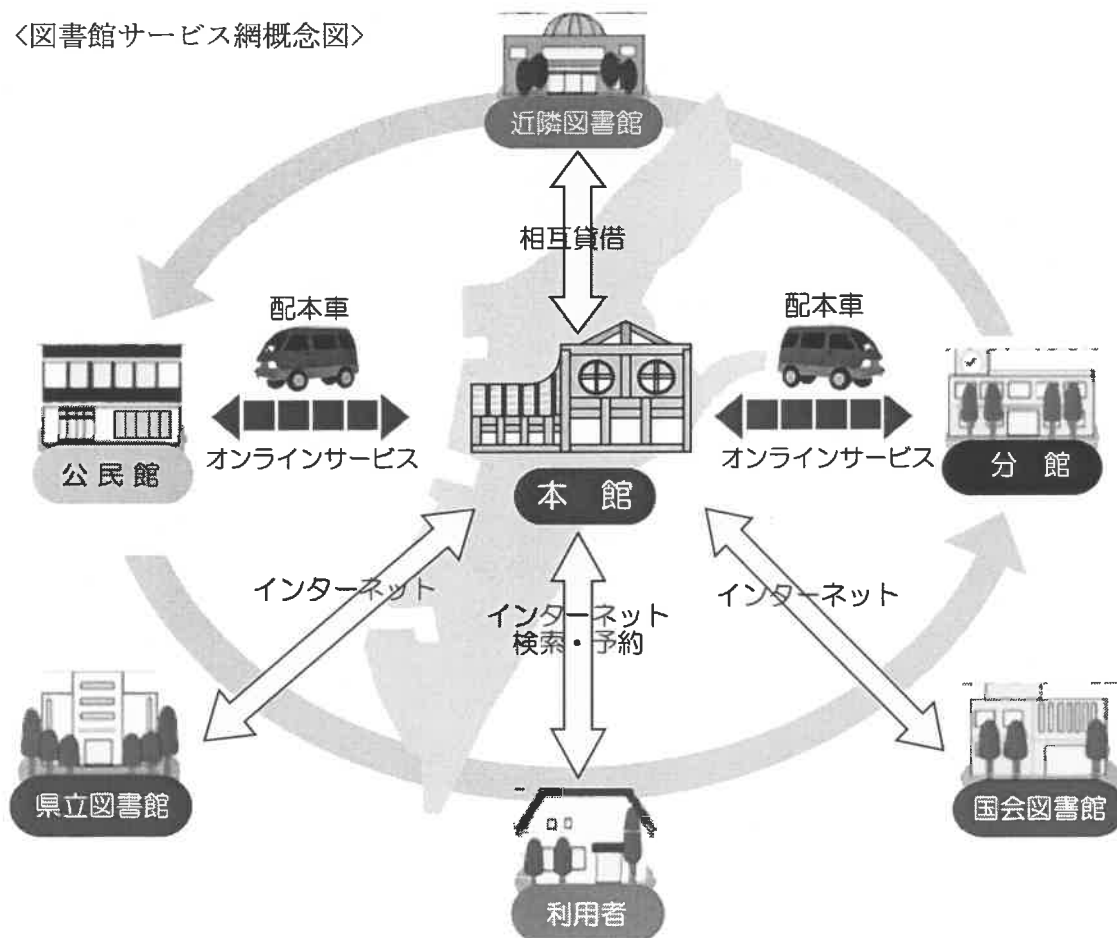 <図書館サービス網概念図>
近隣図書館
相互貸借
配本車
配本車
オンラインサービス
オンラインサービス
公民館
本館
分館
インターネット
インターネット
検索・予約
インターネット
県立図書館
国会図書館
利用者